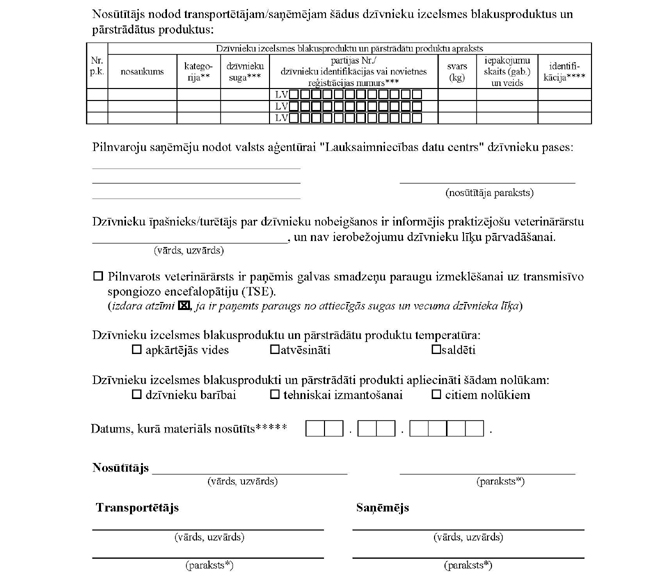 Nosūtītājs nodod transportētājam/saņēmējam šādus dzīvnieku izcelsmes blakusproduktus un
pārstrādātus produktus:
Nr. p.k.
Dzīvnieku izcelsmes blakusproduktu un pārstrādātu produktu apraksts
nosaukums
katego-
rija**
dzīvnieku
suga***
partijas Nr./
dzīvnieku identifikācijas vai novietnes
reģistrācijas numurs***
svars
(kg)
iepakojumu
skaits (gab.)
un veids
identifi-
kācija****
LV
LV
LV
Pilnvaroju saņēmēju nodot valsts aģentūrai "Lauksaimniecības datu centrs" dzīvnieku pases:
(nosūtītāja paraksts)
Dzīvnieku īpašnieks/turētājs par dzīvnieku nobeigšanos ir informējis praktizējošu veterinārārstu
, un nav ierobežojumu dzīvnieku līķu pārvadāšanai.
(vārds, uzvārds)
Pilnvarots veterinārārsts ir paņēmis galvas smadzeņu paraugu izmeklēšanai uz transmisīvo
spongiozo encefalopātiju (TSE).
(izdara atzīmi ☒, ja ir paņemts paraugs no attiecīgās sugas un vecuma dzīvnieka līķa)
Dzīvnieku izcelsmes blakusproduktu un pārstrādātu produktu temperatūra:
☐ apkārtējās vides ☐ atvēsināti ☐ saldēti
Dzīvnieku izcelsmes blakusprodukti un pārstrādāti produkti apliecināti šādam nolūkam:
☐ dzīvnieku barībai ☐ tehniskai izmantošanai ☐ citiem nolūkiem
Datums, kurā materiāls nosūtīts***** . . .
Nosūtītājs
(vārds, uzvārds) (paraksts*)
Transportētājs Saņēmējs
(vārds, uzvārds) (vārds, uzvārds)
(paraksts*) (paraksts*)